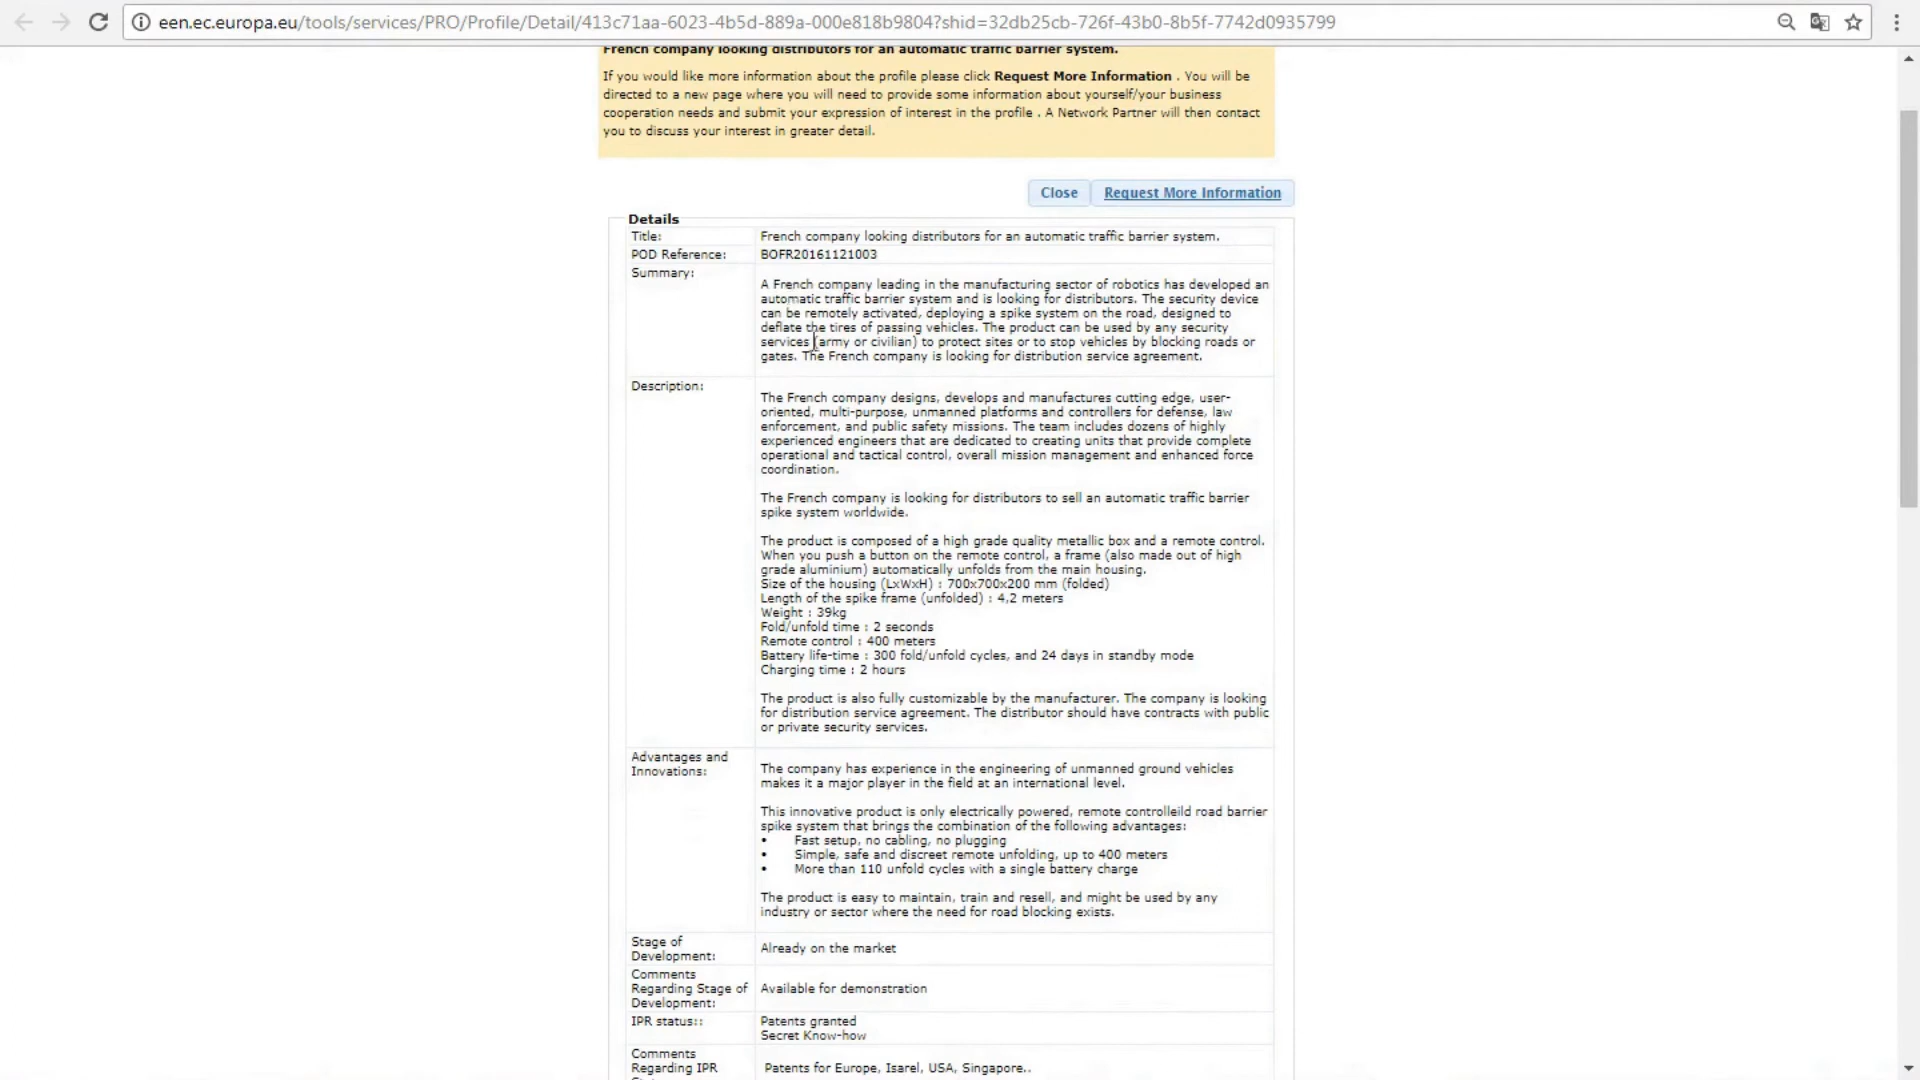 een.ec.europa.eu/tools/services/PRO/Profile/Detail/413c71aa-6023-4b5d-889a-000e818b9804?shid=32db25cb-726f-43b0-8b5f-7742d0935799
French company looking distributors for an automatic traffic barrier system.
If you would like more information about the profile please click Request More Information . You will be
directed to a new page where you will need to provide some information about yourself/your business
cooperation needs and submit your expression of interest in the profile . A Network Partner will then contact
you to discuss your interest in greater detail.
Close Request More Information
Details
Title: French company looking distributors for an automatic traffic barrier system.
POD Reference: BOFR20161121003
Summary:
A French company leading in the manufacturing sector of robotics has developed an
automatic traffic barrier system and is looking for distributors. The security device
can be remotely activated, deploying a spike system on the road, designed to
deflate the tires of passing vehicles. The product can be used by any security
services (army or civilian) to protect sites or to stop vehicles by blocking roads or
gates. The French company is looking for distribution service agreement.
Description:
The French company designs, develops and manufactures cutting edge, user-
oriented, multi-purpose, unmanned platforms and controllers for defense, law
enforcement, and public safety missions. The team includes dozens of highly
experienced engineers that are dedicated to creating units that provide complete
operational and tactical control, overall mission management and enhanced force
coordination.
The French company is looking for distributors to sell an automatic traffic barrier
spike system worldwide.
The product is composed of a high grade quality metallic box and a remote control.
When you push a button on the remote control, a frame (also made out of high
grade aluminium) automatically unfolds from the main housing.
Size of the housing (LxWxH) : 700x700x200 mm (folded)
Length of the spike frame (unfolded) : 4,2 meters
Weight : 39kg
Fold/unfold time : 2 seconds
Remote control : 400 meters
Battery life-time : 300 fold/unfold cycles, and 24 days in standby mode
Charging time : 2 hours
The product is also fully customizable by the manufacturer. The company is looking
for distribution service agreement. The distributor should have contracts with public
or private security services.
Advantages and
Innovations:
The company has experience in the engineering of unmanned ground vehicles
makes it a major player in the field at an international level.
This innovative product is only electrically powered, remote controlleild road barrier
spike system that brings the combination of the following advantages:
• Fast setup, no cabling, no plugging
• Simple, safe and discreet remote unfolding, up to 400 meters
• More than 110 unfold cycles with a single battery charge
The product is easy to maintain, train and resell, and might be used by any
industry or sector where the need for road blocking exists.
Stage of
Development:
Already on the market
Comments
Regarding Stage of
Development:
Available for demonstration
IPR status::
Patents granted
Secret Know-how
Comments
Regarding IPR
Patents for Europe, Isarel, USA, Singapore..